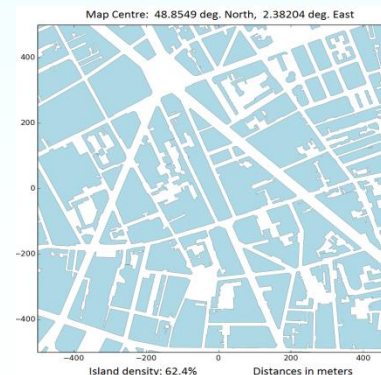 Map Centre: 48.8549 deg. North, 2.38204 deg. East
400
200
0
−200
−400
−400 −200 0 200 400
Island density: 62.4% Distances in meters